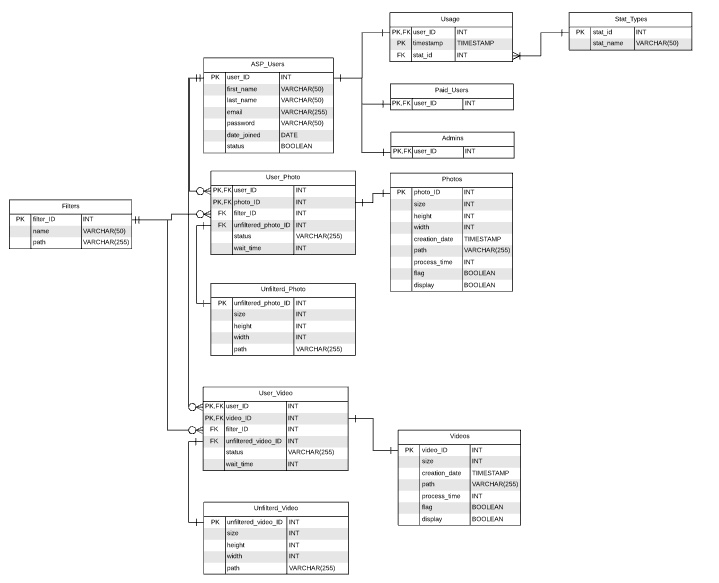 Usage
PK,FK user_ID INT
PK timestamp TIMESTAMP
FK stat_id INT
Stat_Types
PK stat_id INT
stat_name VARCHAR(50)
ASP_Users
PK user_ID INT
first_name VARCHAR(50)
last_name VARCHAR(50)
email VARCHAR(255)
password VARCHAR(50)
date_joined DATE
status BOOLEAN
Paid_Users
PK,FK user_ID INT
Admins
PK,FK user_ID INT
User_Photo
PK,FK user_ID INT
PK,FK photo_ID INT
FK filter_ID INT
FK unfiltered_photo_ID INT
status VARCHAR(255)
wait_time INT
Photos
PK photo_ID INT
size INT
height INT
width INT
creation_date TIMESTAMP
path VARCHAR(255)
process_time INT
flag BOOLEAN
display BOOLEAN
Filters
PK filter_ID INT
name VARCHAR(50)
path VARCHAR(255)
Unfilterd_Photo
PK unfiltered_photo_ID INT
size INT
height INT
width INT
path VARCHAR(255)
User_Video
PK,FK user_ID INT
PK,FK video_ID INT
FK filter_ID INT
FK unfiltered_video_ID INT
status VARCHAR(255)
wait_time INT
Videos
PK video_ID INT
size INT
creation_date TIMESTAMP
path VARCHAR(255)
process_time INT
flag BOOLEAN
display BOOLEAN
Unfilterd_Video
PK unfiltered_video_ID INT
size INT
height INT
width INT
path VARCHAR(255)